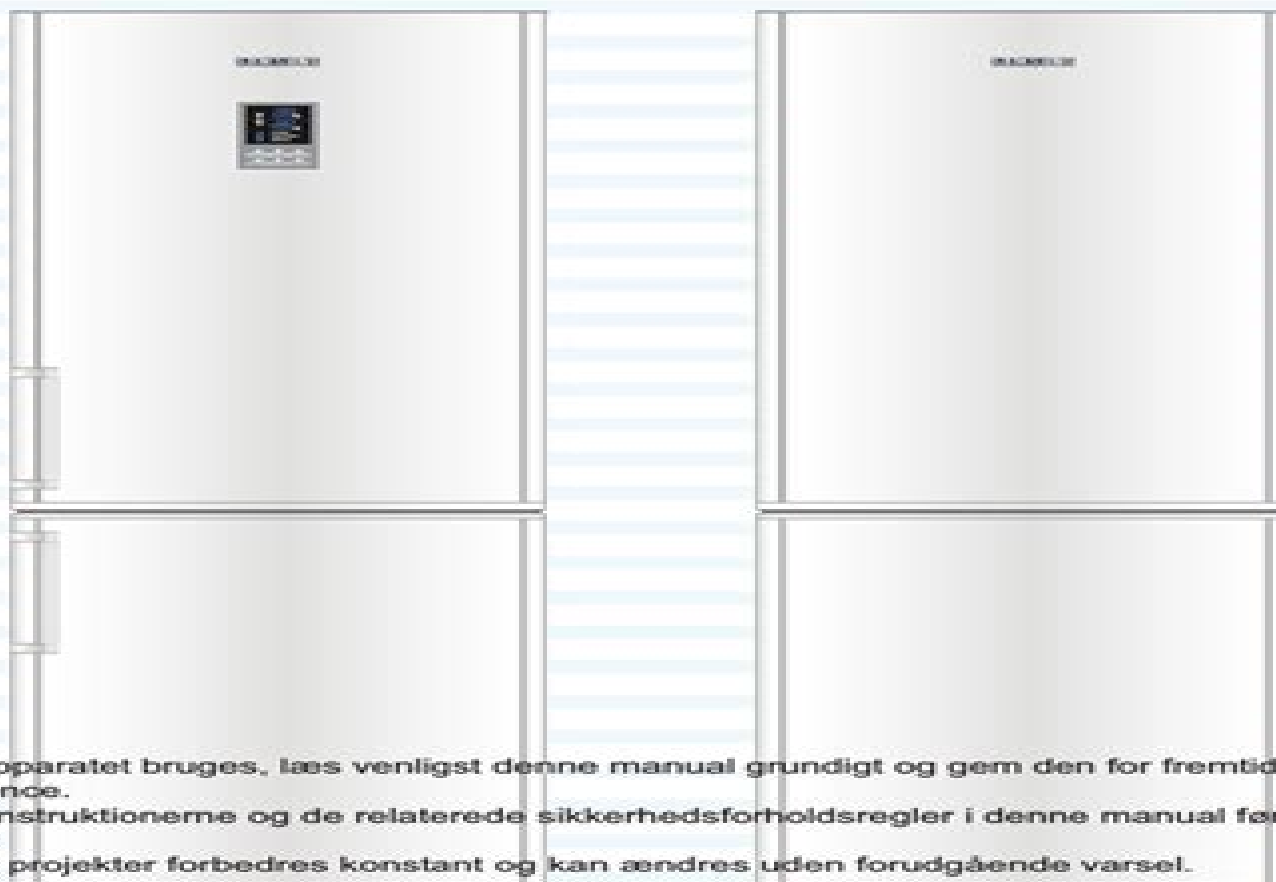 pparatet bruges, læs venligst denne manual grundigt og gem den for fremtid
nce.
nstruktionerne og de relaterede sikkerhedsforholdsregler i denne manual før
projekter forbedres konstant og kan ændres uden forudgående varsel.